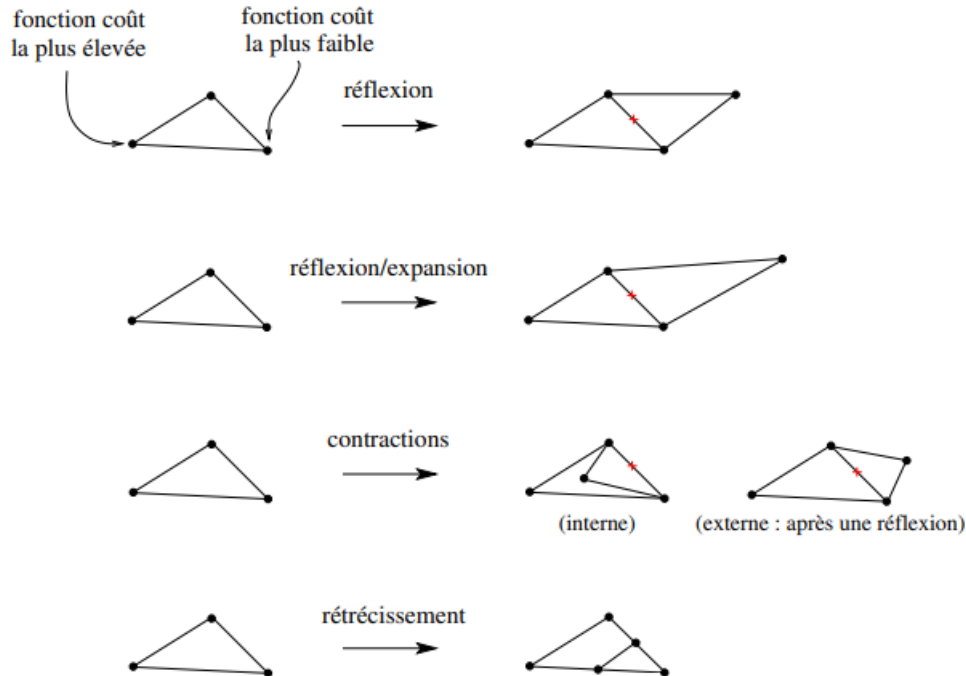 fonction coût
la plus élevée
fonction coût
la plus faible
réflexion
réflexion/expansion
contractions
(interne)
(externe : après une réflexion)
rétrécissement